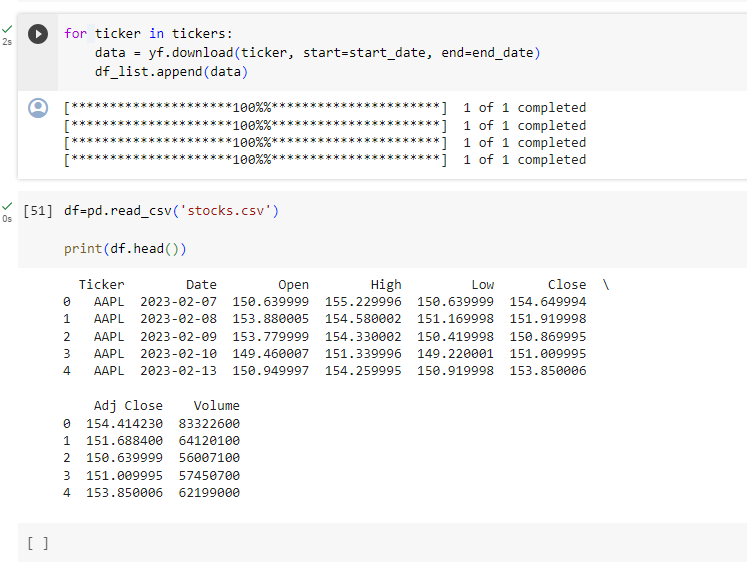 for ticker in tickers:
2s
data = yf.download(ticker, start=start_date, end=end_date)
df_list.append(data)
[*********************100%%**********************]  1 of 1 completed
[*********************100%%**********************]  1 of 1 completed
[*********************100%%**********************]  1 of 1 completed
[*********************100%%**********************]  1 of 1 completed
0s
[51] df=pd.read_csv('stocks.csv')
print(df.head())
Ticker        Date        Open        High         Low       Close  \
0   AAPL  2023-02-07  150.639999  155.229996  150.639999  154.649994
1   AAPL  2023-02-08  153.880005  154.580002  151.169998  151.919998
2   AAPL  2023-02-09  153.779999  154.330002  150.419998  150.869995
3   AAPL  2023-02-10  149.460007  151.339996  149.220001  151.009995
4   AAPL  2023-02-13  150.949997  154.259995  150.919998  153.850006
Adj Close    Volume
0  154.414230  83322600
1  151.688400  64120100
2  150.639999  56007100
3  151.009995  57450700
4  153.850006  62199000
[ ]